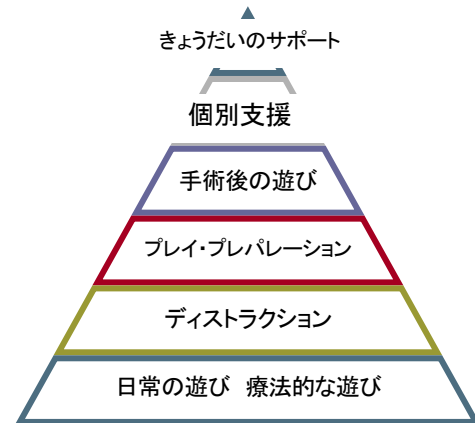 きょうだいのサポート
個別支援
手術後の遊び
プレイ・プレパレーション
ディストラクション
日常の遊び 療法的な遊び